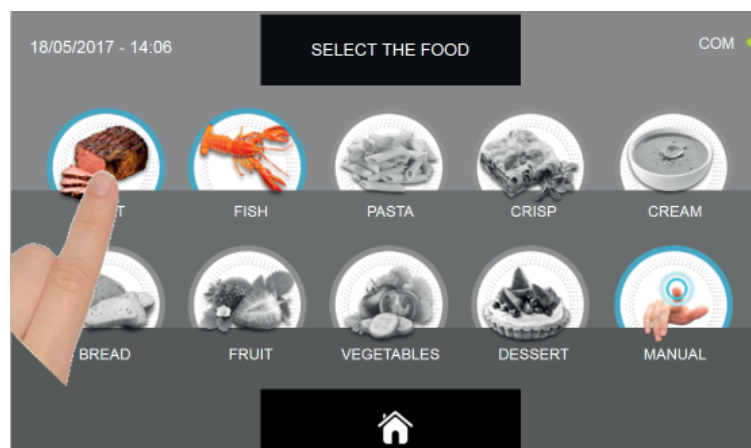 18/05/2017 - 14:06
SELECT THE FOOD
COM
FISH
PASTA
CRISP
CREAM
BREAD
FRUIT
VEGETABLES
DESSERT
MANUAL